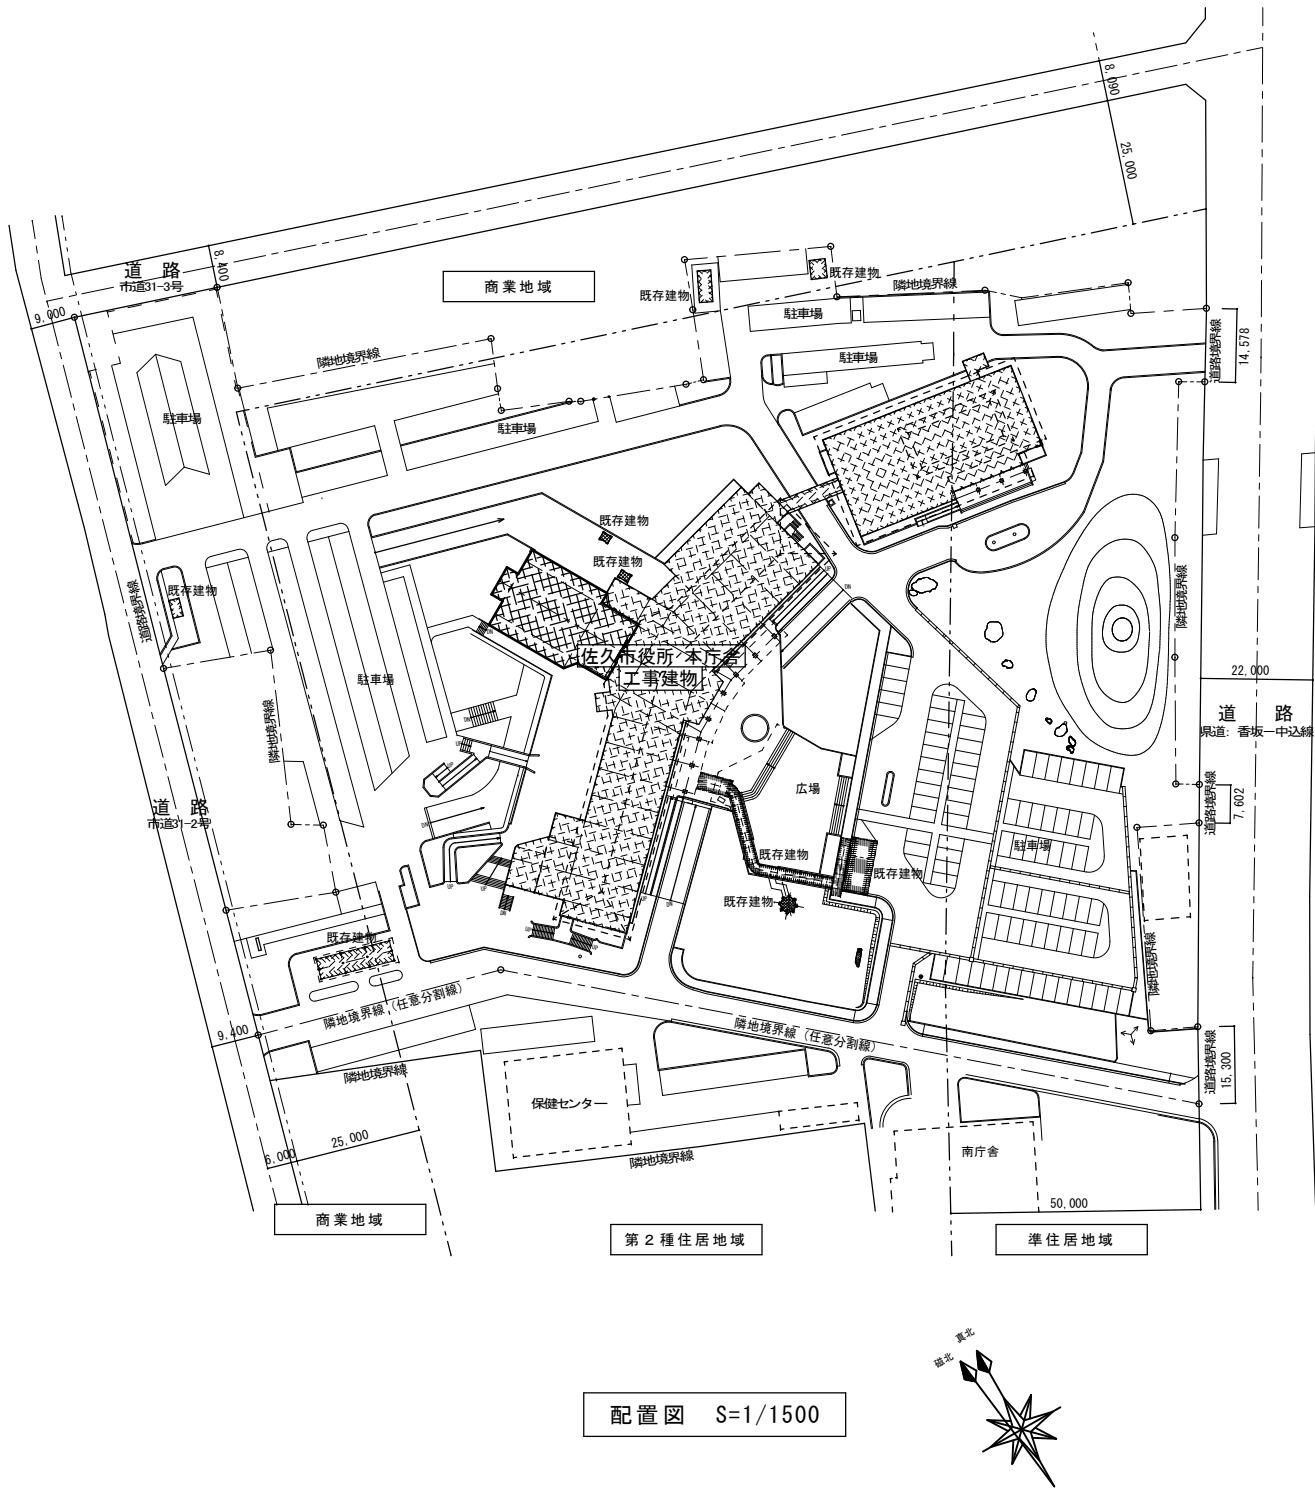 8,090
25,000
道 路
市道31-3号
8,400
商業地域
既存建物
既存建物
隣地境界線
9,000
駐車場
道路境界線
14,578
隣地境界線
駐車場
駐車場
駐車場
既存建物
既存建物
既存建物
道路境界線
隣地境界線
佐久市役所 本庁舎
工事建物
駐車場
22,000
道 路
県道: 香坂一中込線
隣地境界線
広場
道路境界線
7,602
道 路
市道31-2号
駐車場
既存建物
既存建物
既存建物
既存建物
隣地境界線
隣地境界線(任意分割線)
隣地境界線(任意分割線)
9,400
道路境界線
15,300
隣地境界線
保健センター
25,000
6,000
隣地境界線
南庁舎
50,000
商業地域
第2種住居地域
準住居地域
真北
磁北
配置図 S=1/1500